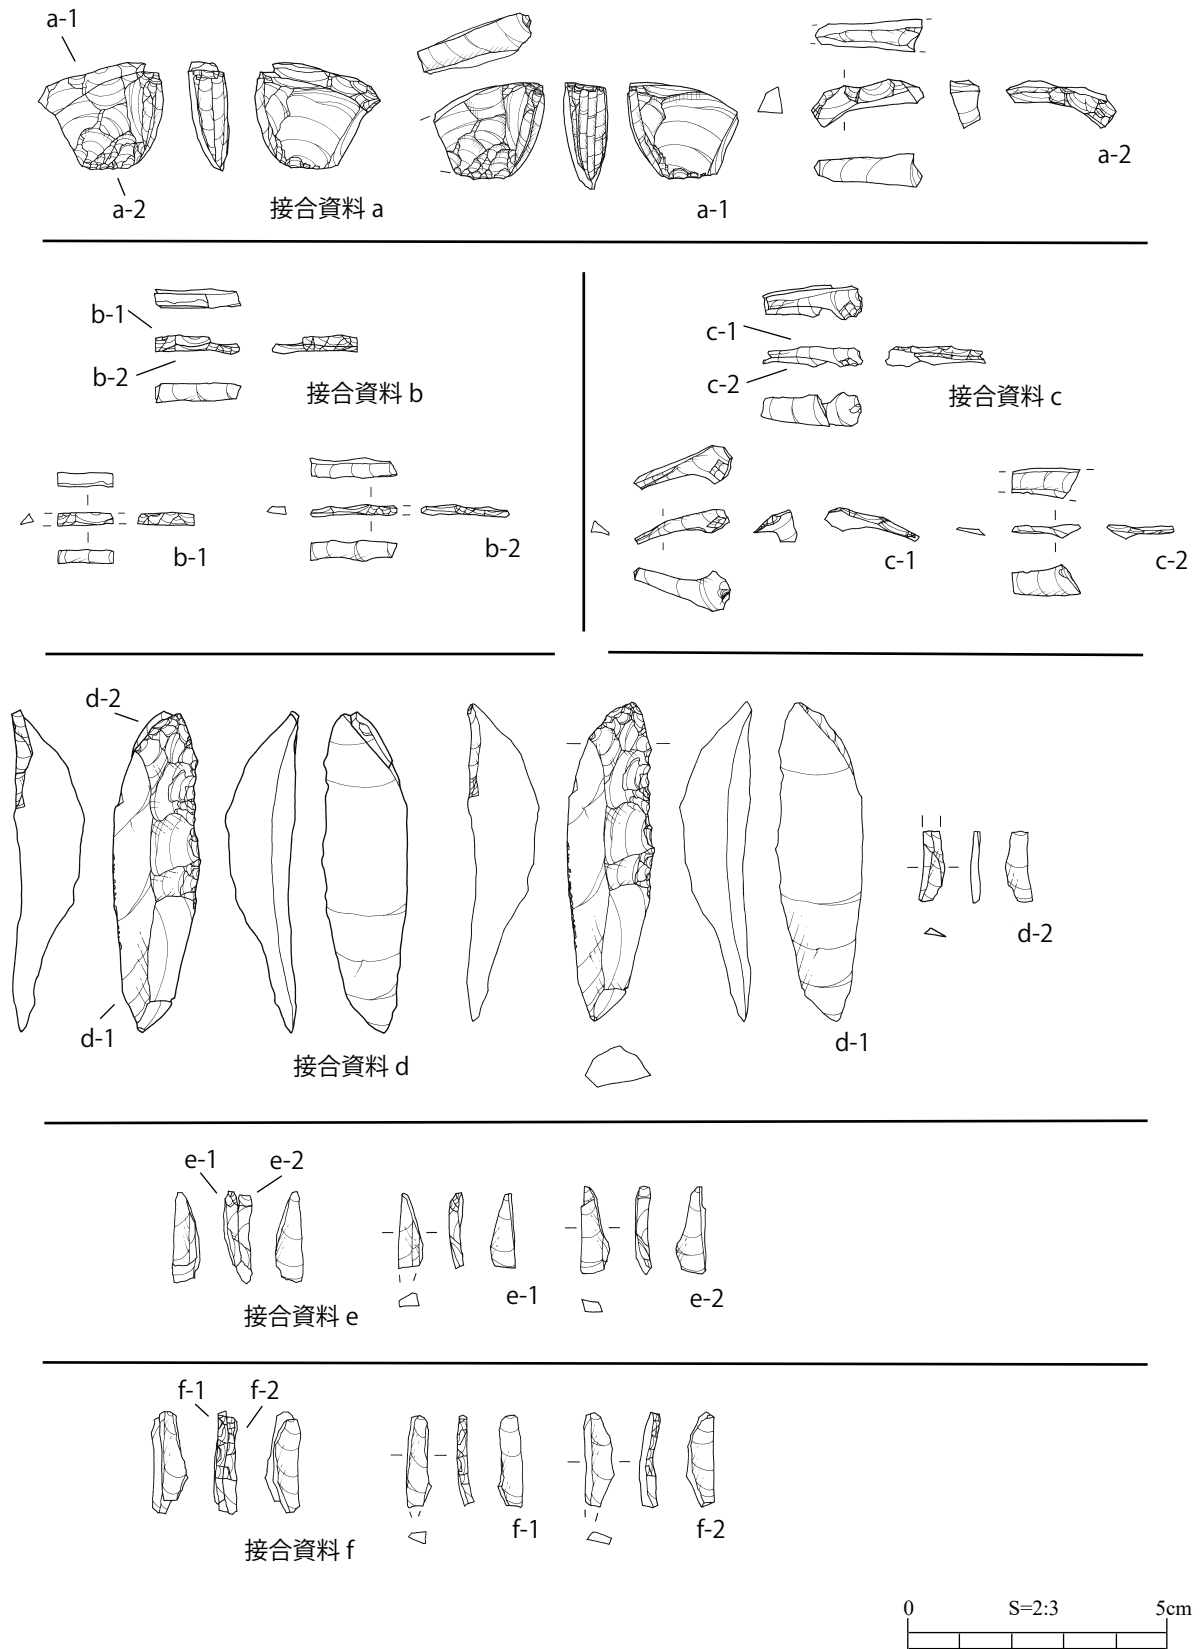 a-1
a-2
接合資料 a
a-1
a-2
b-1
b-2
接合資料 b
b-1
b-2
c-1
c-2
接合資料 c
c-1
c-2
d-2
d-1
接合資料 d
d-1
d-2
e-1
e-2
接合資料 e
e-1
e-2
f-1
f-2
接合資料 f
f-1
f-2
0 S=2:3 5cm